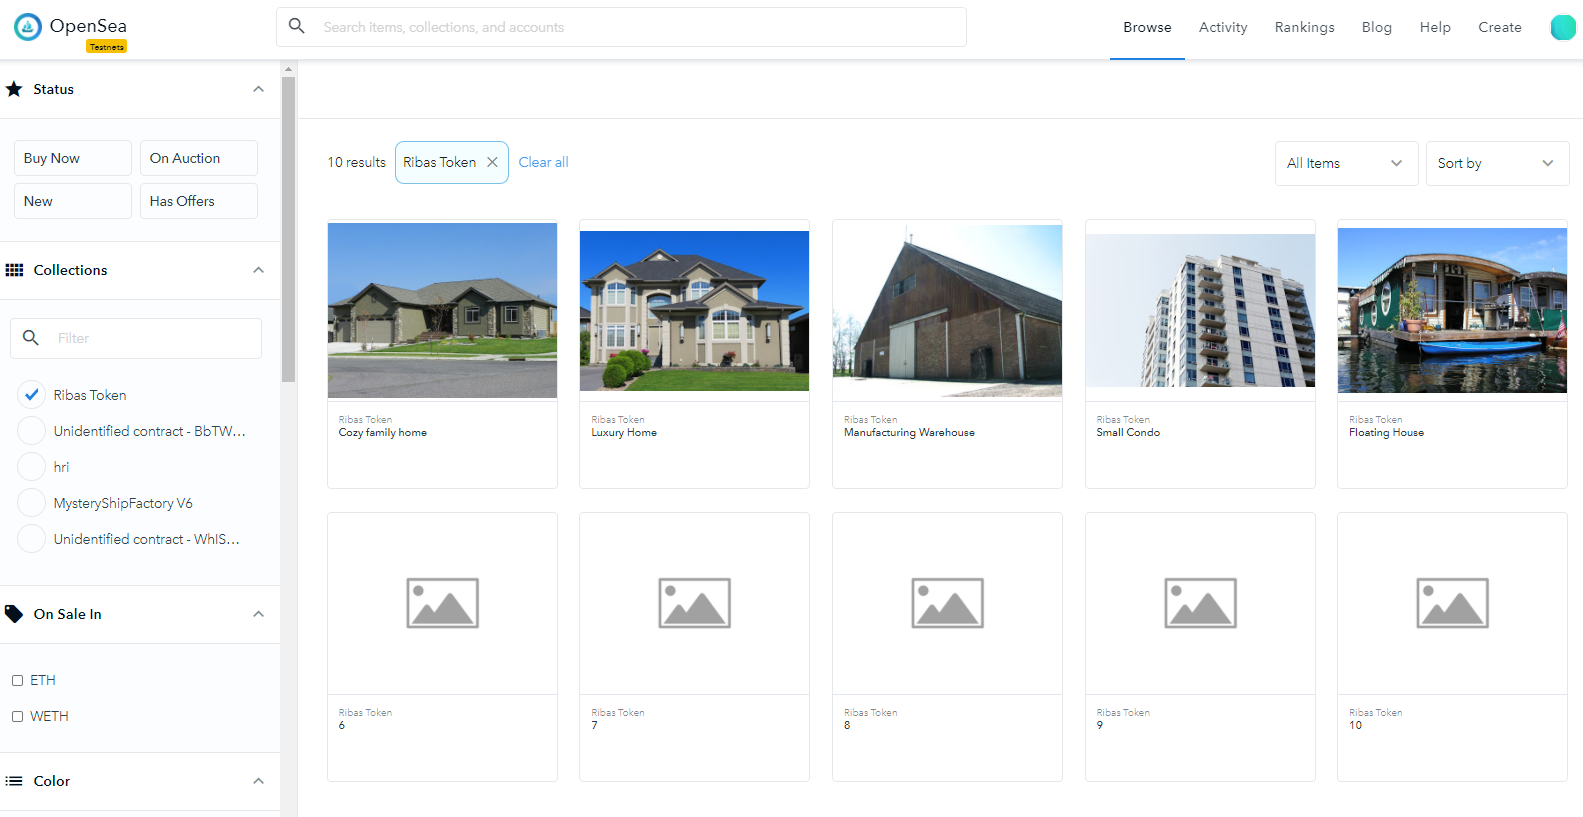 OpenSea
Testnets
Search items, collections, and accounts
Browse
Activity
Rankings
Blog
Help
Create
Status
Buy Now
On Auction
New
Has Offers
Collections
Filter
Ribas Token
Unidentified contract - BbTW...
hri
MysteryShipFactory V6
Unidentified contract - WhIS...
On Sale In
ETH
WETH
Color
10 results
Ribas Token
Clear all
All Items
Sort by
Ribas Token
Cozy family home
Ribas Token
Luxury Home
Ribas Token
Manufacturing Warehouse
Ribas Token
Small Condo
Ribas Token
Floating House
Ribas Token
6
Ribas Token
7
Ribas Token
8
Ribas Token
9
Ribas Token
10